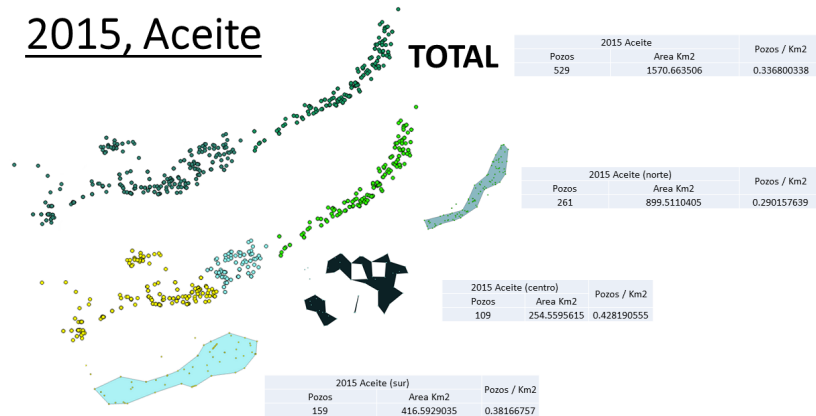 2015, Aceite
TOTAL
2015 Aceite
Pozos / Km2
Pozos Area Km2
529 1570.663506 0.336800338
2015 Aceite (norte)
Pozos / Km2
Pozos Area Km2
261 899.5110405 0.290157639
2015 Aceite (centro)
Pozos / Km2
Pozos Area Km2
109 254.5595615 0.428190555
2015 Aceite (sur)
Pozos / Km2
Pozos Area Km2
159 416.5929035 0.38166757